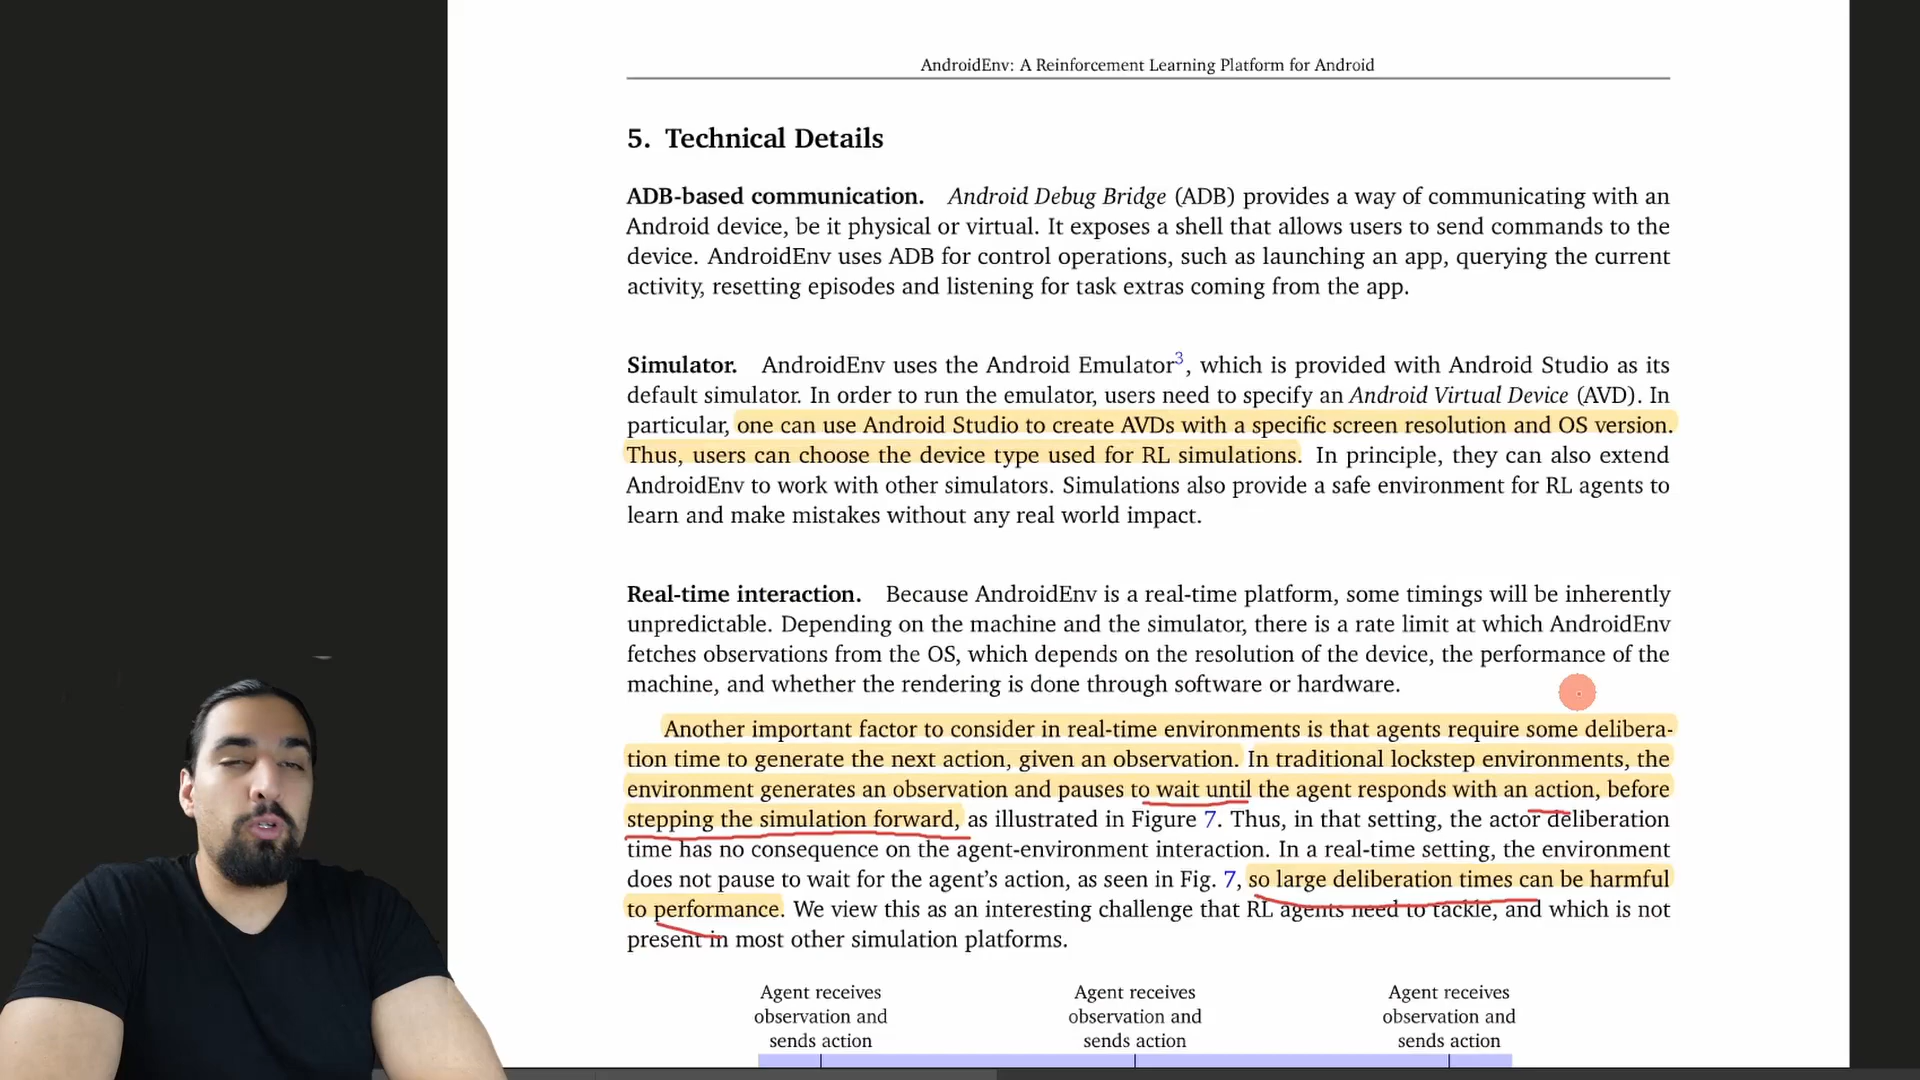 AndroidEnv: A Reinforcement Learning Platform for Android
5. Technical Details
ADB-based communication. Android Debug Bridge (ADB) provides a way of communicating with an
Android device, be it physical or virtual. It exposes a shell that allows users to send commands to the
device. AndroidEnv uses ADB for control operations, such as launching an app, querying the current
activity, resetting episodes and listening for task extras coming from the app.
Simulator. AndroidEnv uses the Android Emulator3, which is provided with Android Studio as its
default simulator. In order to run the emulator, users need to specify an Android Virtual Device (AVD). In
particular, one can use Android Studio to create AVDs with a specific screen resolution and OS version.
Thus, users can choose the device type used for RL simulations. In principle, they can also extend
AndroidEnv to work with other simulators. Simulations also provide a safe environment for RL agents to
learn and make mistakes without any real world impact.
Real-time interaction. Because AndroidEnv is a real-time platform, some timings will be inherently
unpredictable. Depending on the machine and the simulator, there is a rate limit at which AndroidEnv
fetches observations from the OS, which depends on the resolution of the device, the performance of the
machine, and whether the rendering is done through software or hardware.
Another important factor to consider in real-time environments is that agents require some delibera-
tion time to generate the next action, given an observation. In traditional lockstep environments, the
environment generates an observation and pauses to wait until the agent responds with an action, before
stepping the simulation forward, as illustrated in Figure 7. Thus, in that setting, the actor deliberation
time has no consequence on the agent-environment interaction. In a real-time setting, the environment
does not pause to wait for the agent's action, as seen in Fig. 7, so large deliberation times can be harmful
to performance. We view this as an interesting challenge that RL agents need to tackle, and which is not
present in most other simulation platforms.
Agent receives observation and sends action
Agent receives observation and sends action
Agent receives observation and sends action